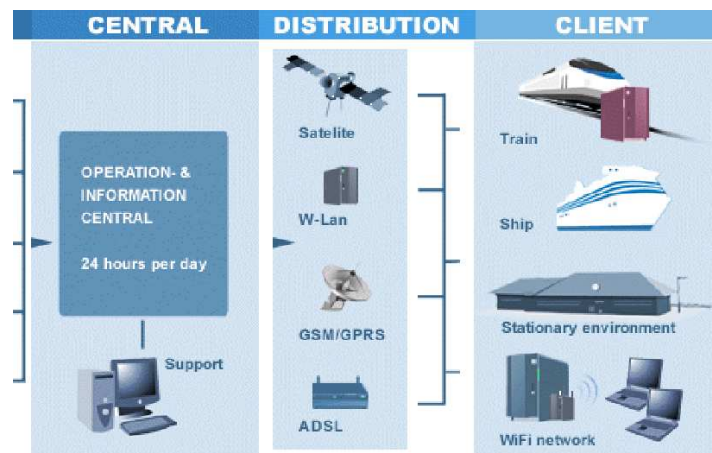 CENTRAL
DISTRIBUTION
CLIENT
OPERATION- &
INFORMATION
CENTRAL
24 hours per day
Support
Satelite
W-Lan
GSM/GPRS
ADSL
Train
Ship
Stationary environment
WiFi network